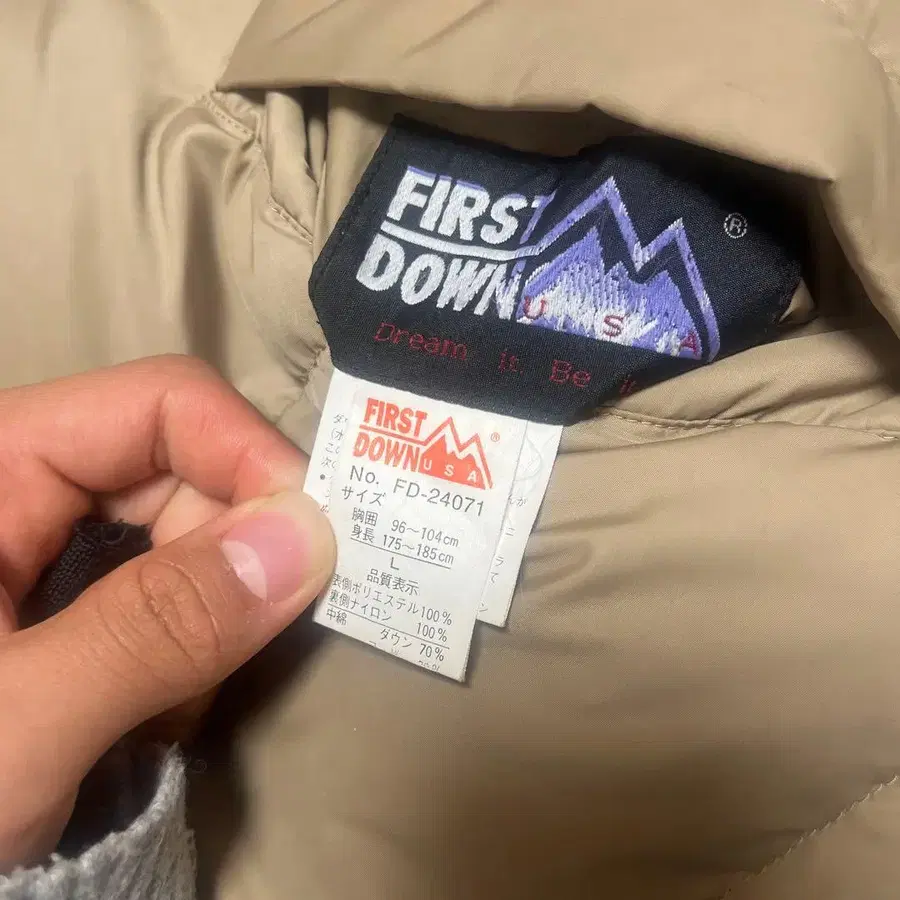 FIRST
DOWN
USA
®
Dream it Be it
FIRST
DOWN USA
®
No. FD-24071
サイズ
胸囲 96～104cm
身長 175～185cm
L
品質表示
表側ポリエステル100%
裏側ナイロン 100%
中綿 ダウン 70%